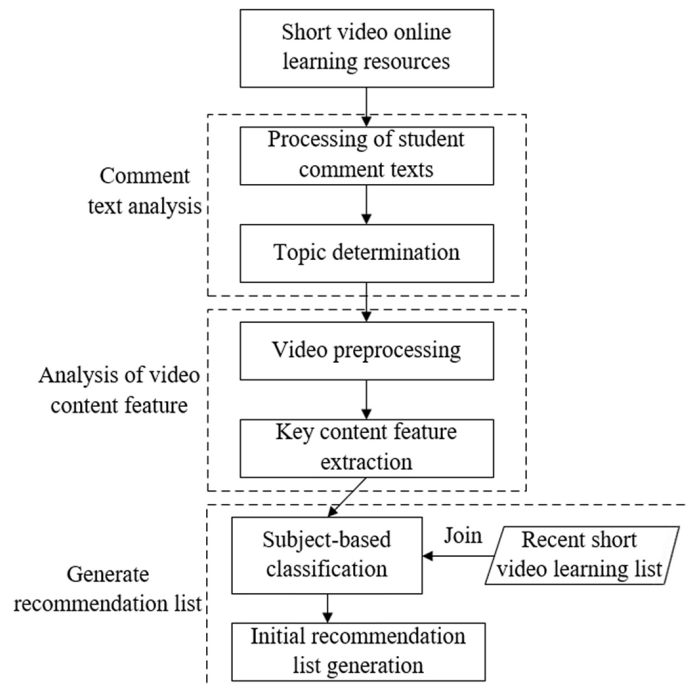 Short video online
learning resources
Processing of student
comment texts
Comment
text analysis
Topic determination
Video preprocessing
Analysis of video
content feature
Key content feature
extraction
Subject-based
classification
Join
Recent short
video learning list
Generate
recommendation list
Initial recommendation
list generation